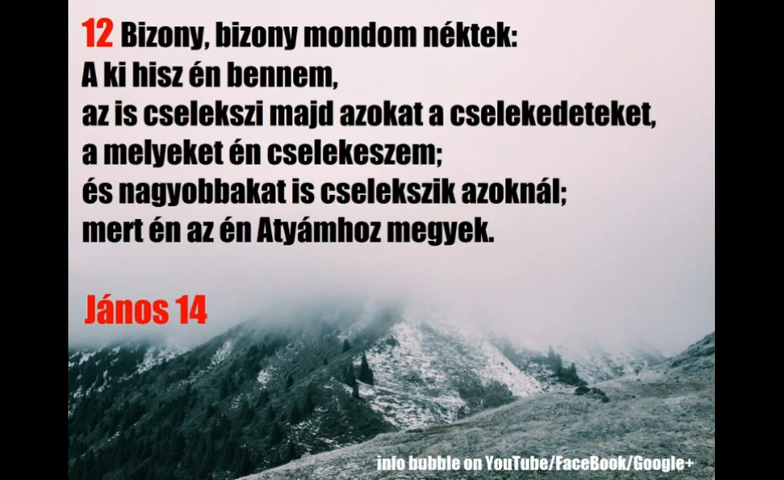 12 Bizony, bizony mondom néktek:
A ki hisz én bennem,
az is cselekszi majd azokat a cselekedeteket,
a melyeket én cselekeszem;
és nagyobbakat is cselekszik azoknál;
mert én az én Atyámhoz megyek.
János 14
info bubble on YouTube/FaceBook/Google+